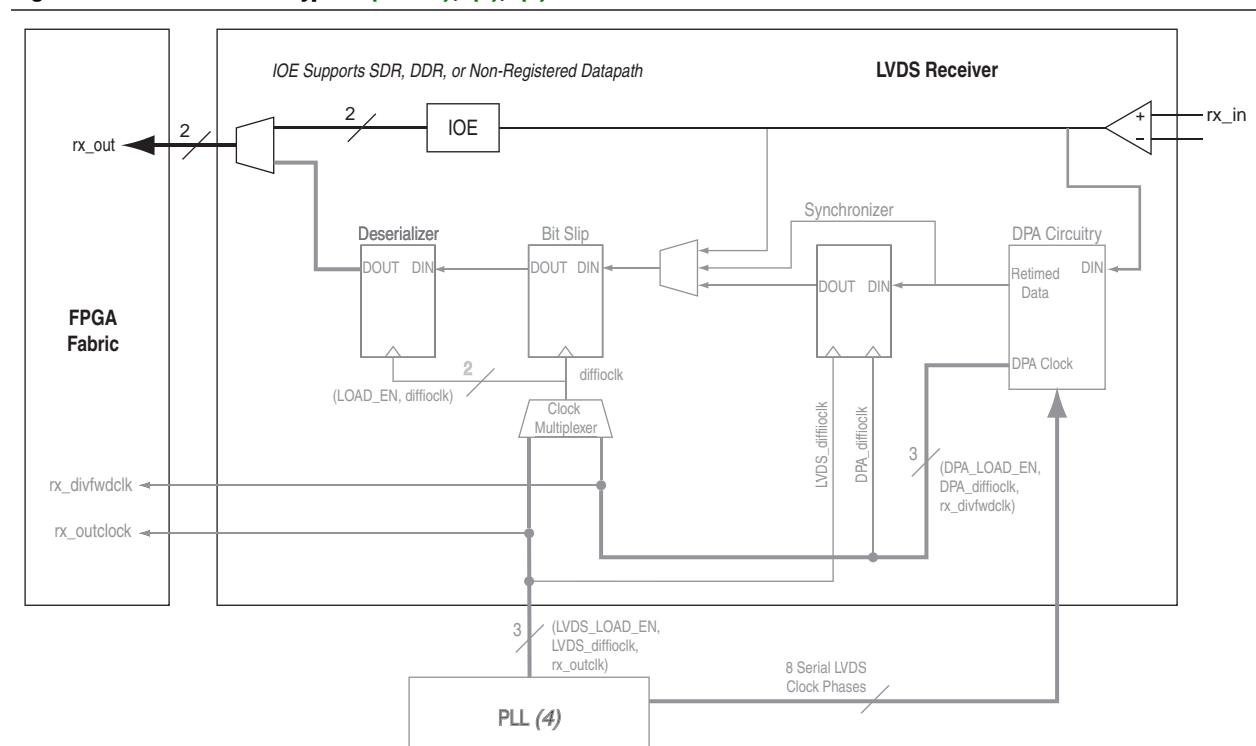 IOE Supports SDR, DDR, or Non-Registered Datapath
LVDS Receiver
2
IOE
+
rx_in
–
rx_out
2
Synchronizer
Deserializer
Bit Slip
DPA Circuitry
DOUT DIN
DOUT DIN
DOUT DIN
Retimed
Data
DIN
FPGA
Fabric
DPA Clock
2
(LOAD_EN, diffioclk)
diffioclk
Clock
Multiplexer
LVDS_diffiioclk
DPA_diffioclk
3
(DPA_LOAD_EN,
DPA_diffioclk,
rx_divfwdclk)
rx_divfwdclk
rx_outclock
3
(LVDS_LOAD_EN,
LVDS_diffioclk,
rx_outclk)
8 Serial LVDS
Clock Phases
PLL (4)